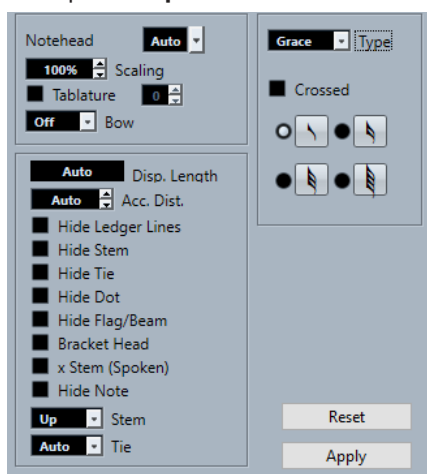 Notehead Auto
100% Scaling
Tablature 0
Off Bow
Auto Disp. Length
Auto Acc. Dist.
Hide Ledger Lines
Hide Stem
Hide Tie
Hide Dot
Hide Flag/Beam
Bracket Head
x Stem (Spoken)
Hide Note
Up Stem
Auto Tie
Grace Type
Crossed
Reset
Apply